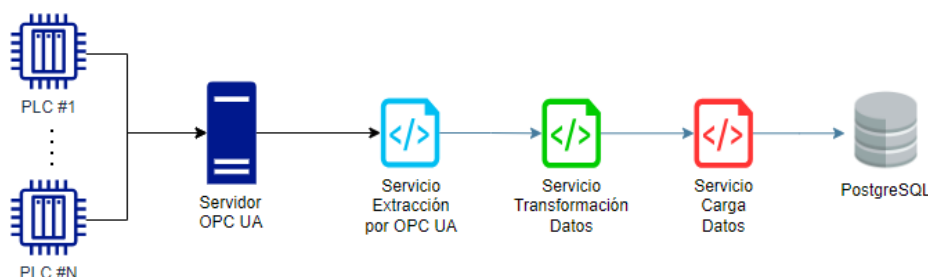 PLC #1
PLC #N
Servidor
OPC UA
Servicio
Extracción
por OPC UA
Servicio
Transformación
Datos
Servicio
Carga
Datos
PostgreSQL